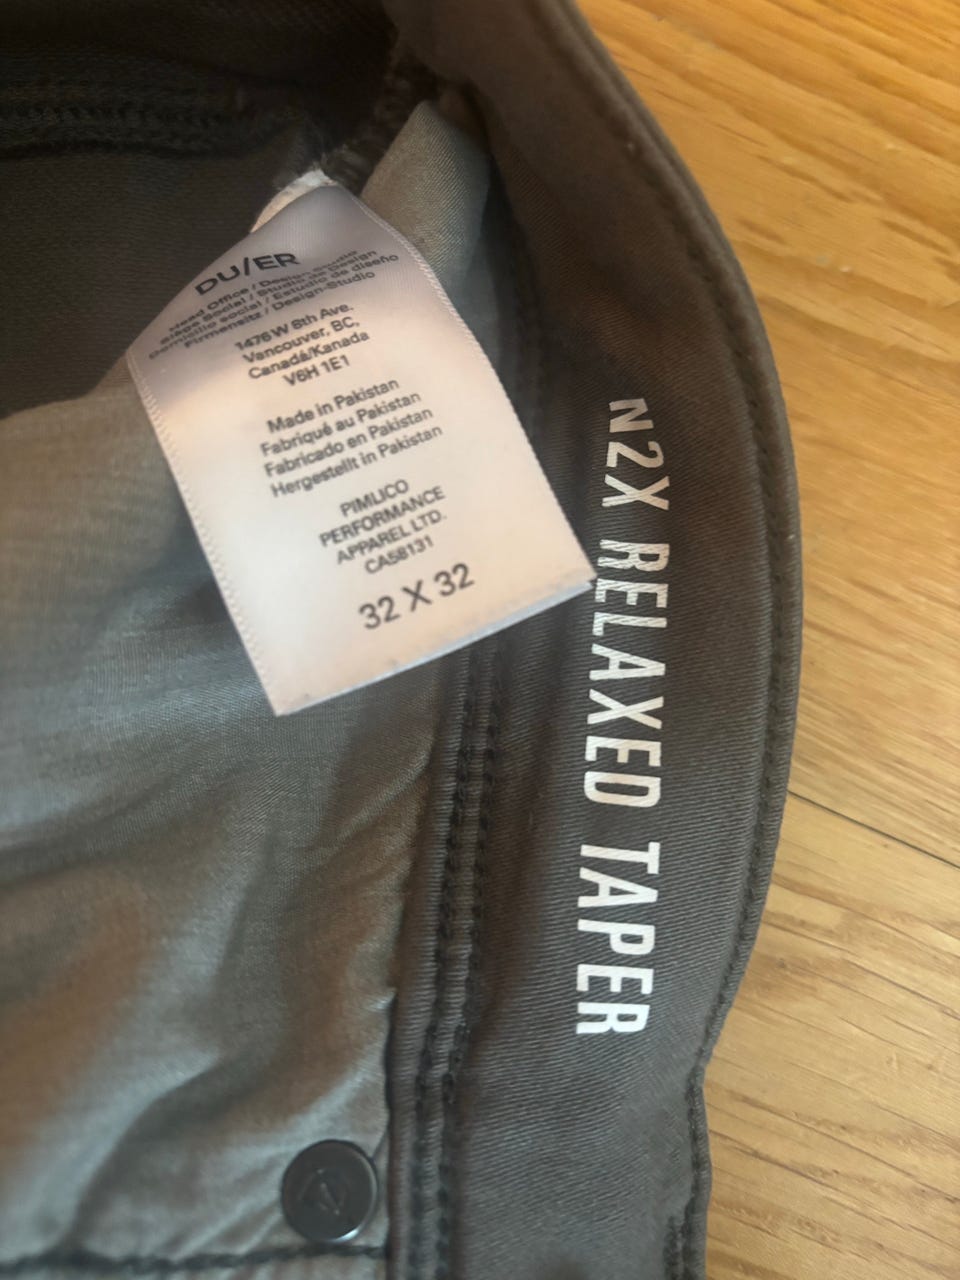 DU/ER
Head Office / Design Studio
Siège Social / Studio de Design
Domicilio social / Estudio de diseño
Firmensitz / Design-Studio
1476 W 6th Ave.
Vancouver, BC,
Canadá/Kanada
V6H 1E1
Made in Pakistan
Fabriqué au Pakistan
Fabricado en Pakistan
Hergestellt in Pakistan
PIMLICO
PERFORMANCE
APPAREL LTD.
CA58131
32 X 32
N2X RELAXED TAPER